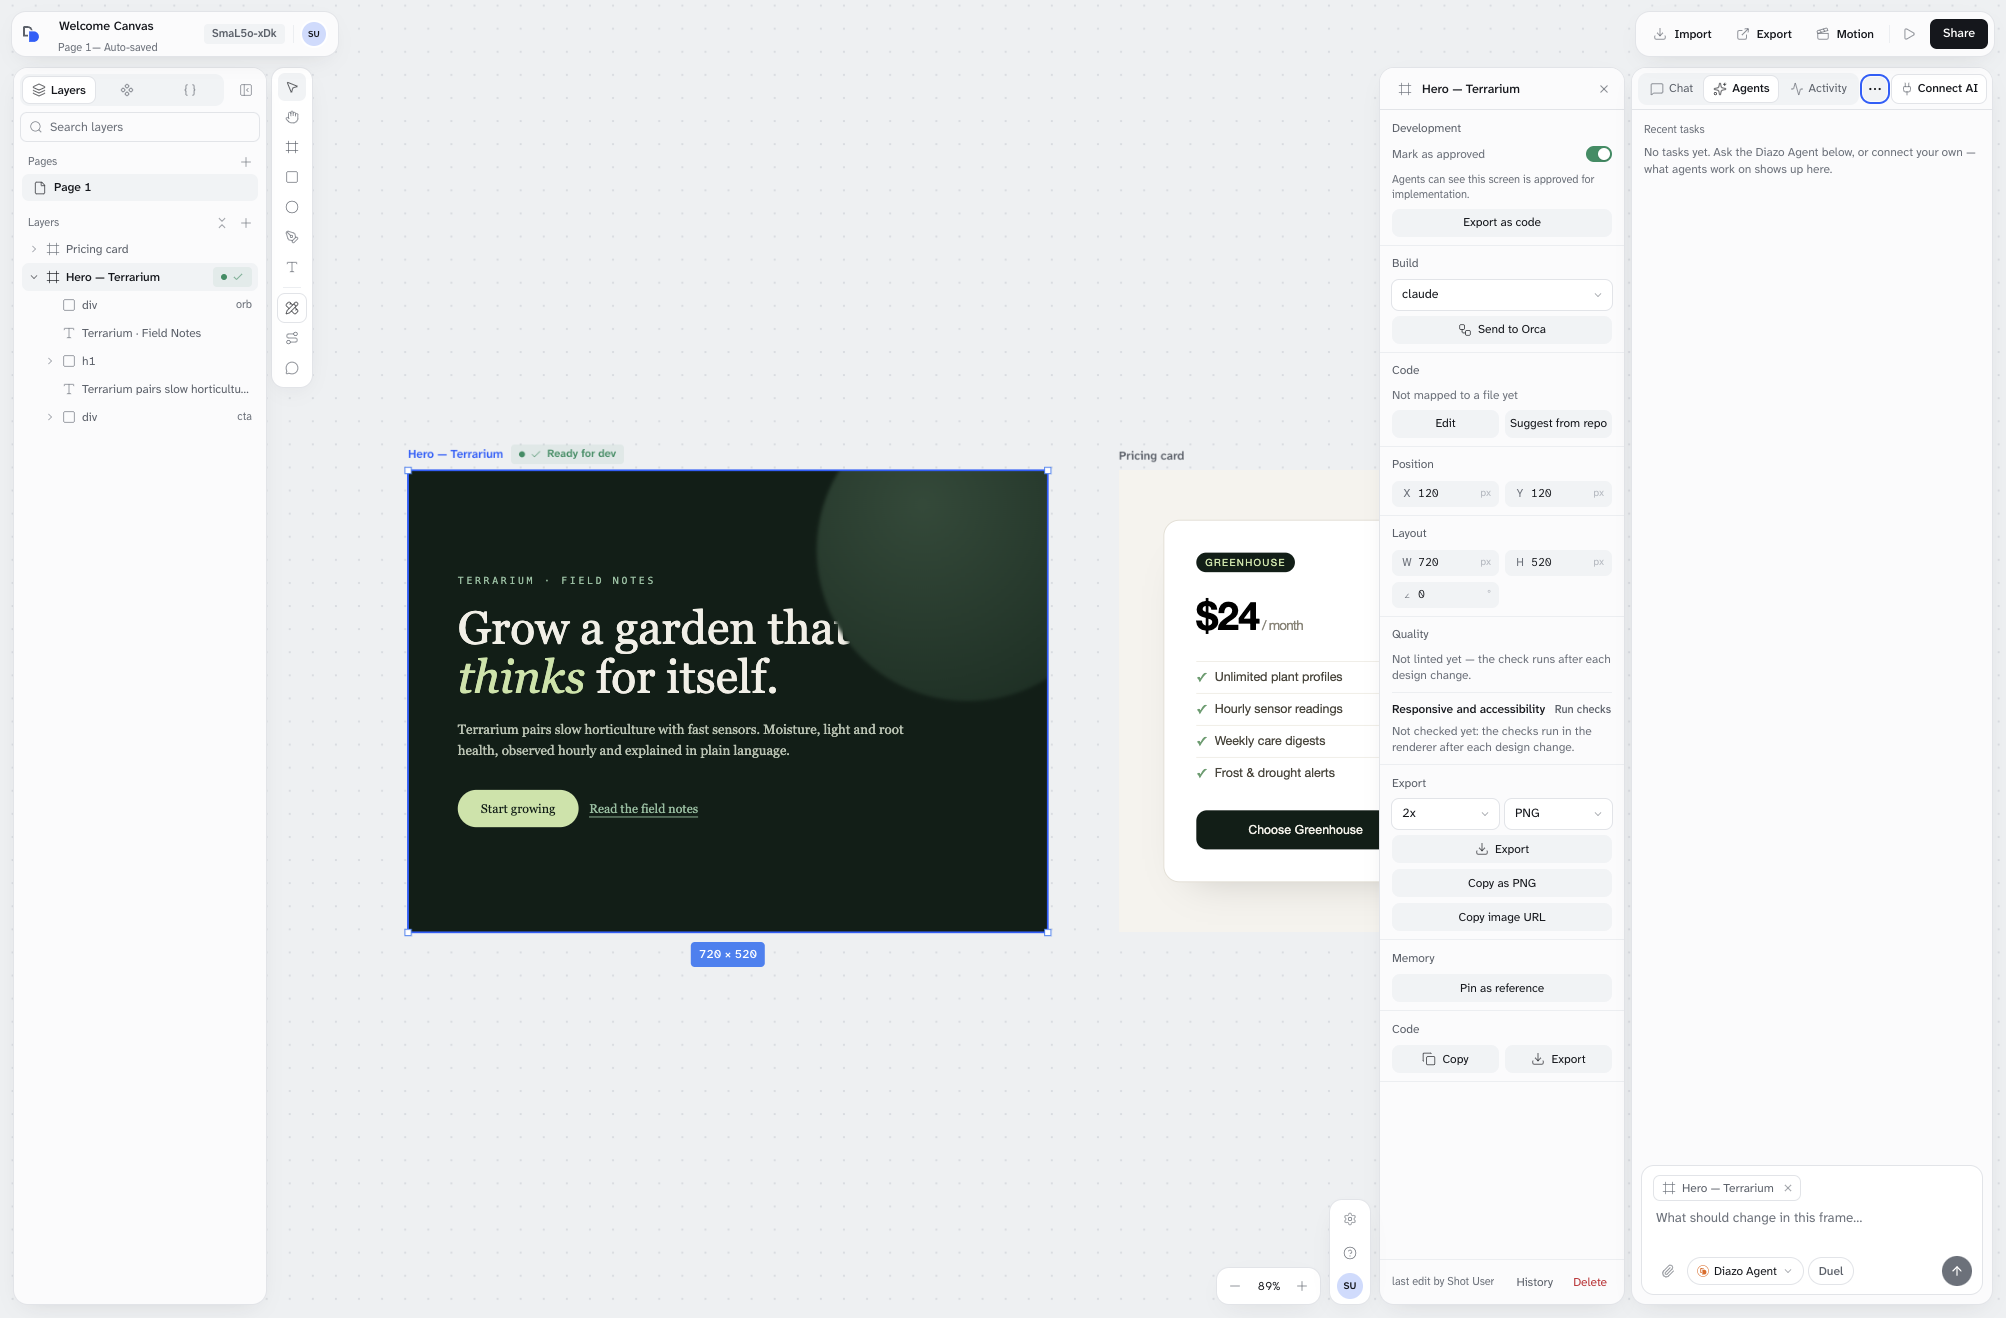 Welcome Canvas
Page 1— Auto-saved
SmaL5o-xDk
SU
Import
Export
Motion
Share
Layers
{ }
Search layers
Pages
Page 1
Layers
Pricing card
Hero — Terrarium
div
orb
Terrarium · Field Notes
h1
Terrarium pairs slow horticultu...
div
cta
Hero — Terrarium
Ready for dev
TERRARIUM · FIELD NOTES
Grow a garden that
thinks for itself.
Terrarium pairs slow horticulture with fast sensors. Moisture, light and root
health, observed hourly and explained in plain language.
Start growing
Read the field notes
720 × 520
Pricing card
GREENHOUSE
$24 / month
✓ Unlimited plant profiles
✓ Hourly sensor readings
✓ Weekly care digests
✓ Frost & drought alerts
Choose Greenhouse
89%
SU
Hero — Terrarium
Development
Mark as approved
Agents can see this screen is approved for
implementation.
Export as code
Build
claude
Send to Orca
Code
Not mapped to a file yet
Edit
Suggest from repo
Position
X 120 px
Y 120 px
Layout
W 720 px
H 520 px
∠ 0 °
Quality
Not linted yet — the check runs after each
design change.
Responsive and accessibility
Run checks
Not checked yet: the checks run in the
renderer after each design change.
Export
2x
PNG
Export
Copy as PNG
Copy image URL
Memory
Pin as reference
Code
Copy
Export
last edit by Shot User
History
Delete
Chat
Agents
Activity
Connect AI
Recent tasks
No tasks yet. Ask the Diazo Agent below, or connect your own —
what agents work on shows up here.
Hero — Terrarium
What should change in this frame...
Diazo Agent
Duel